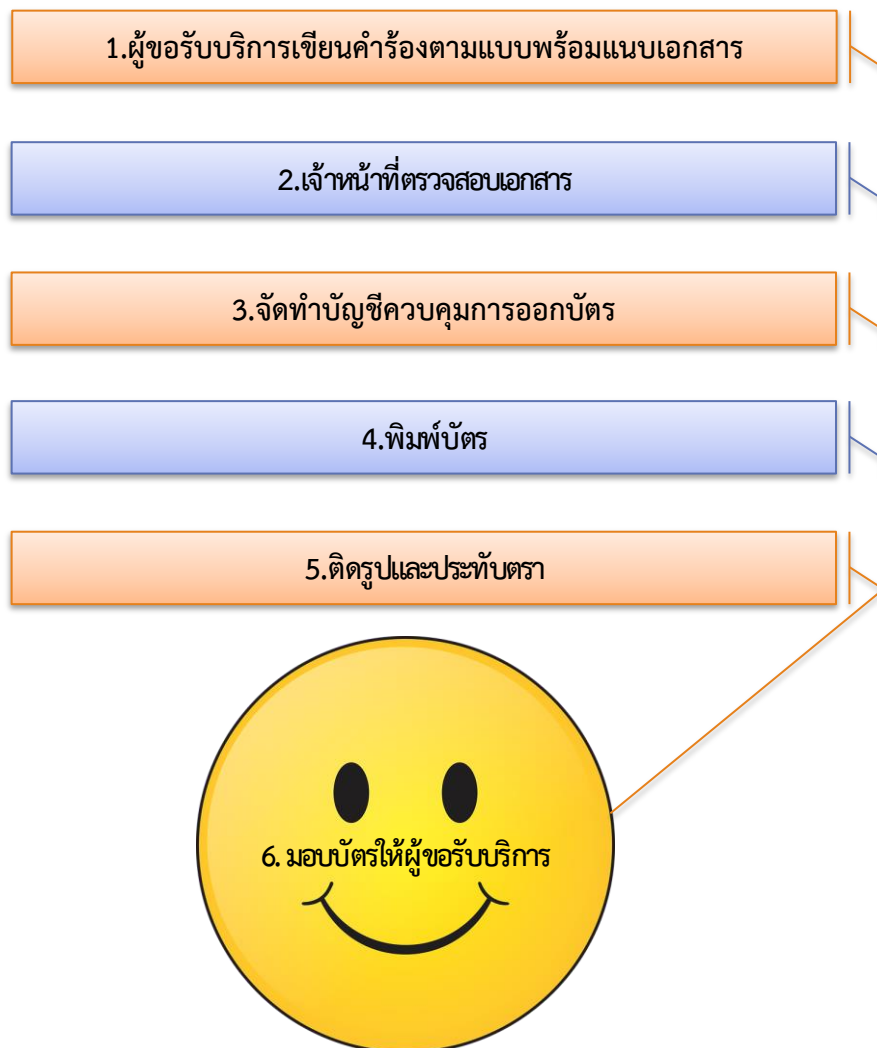 1.ผู้ขอรับบริการเขียนคำร้องตามแบบพร้อมแนบเอกสาร
2.เจ้าหน้าที่ตรวจสอบเอกสาร
3.จัดทำบัญชีควบคุมการออกบัตร
4.พิมพ์บัตร
5.ติดรูปและประทับตรา
6. มอบบัตรให้ผู้ขอรับบริการ